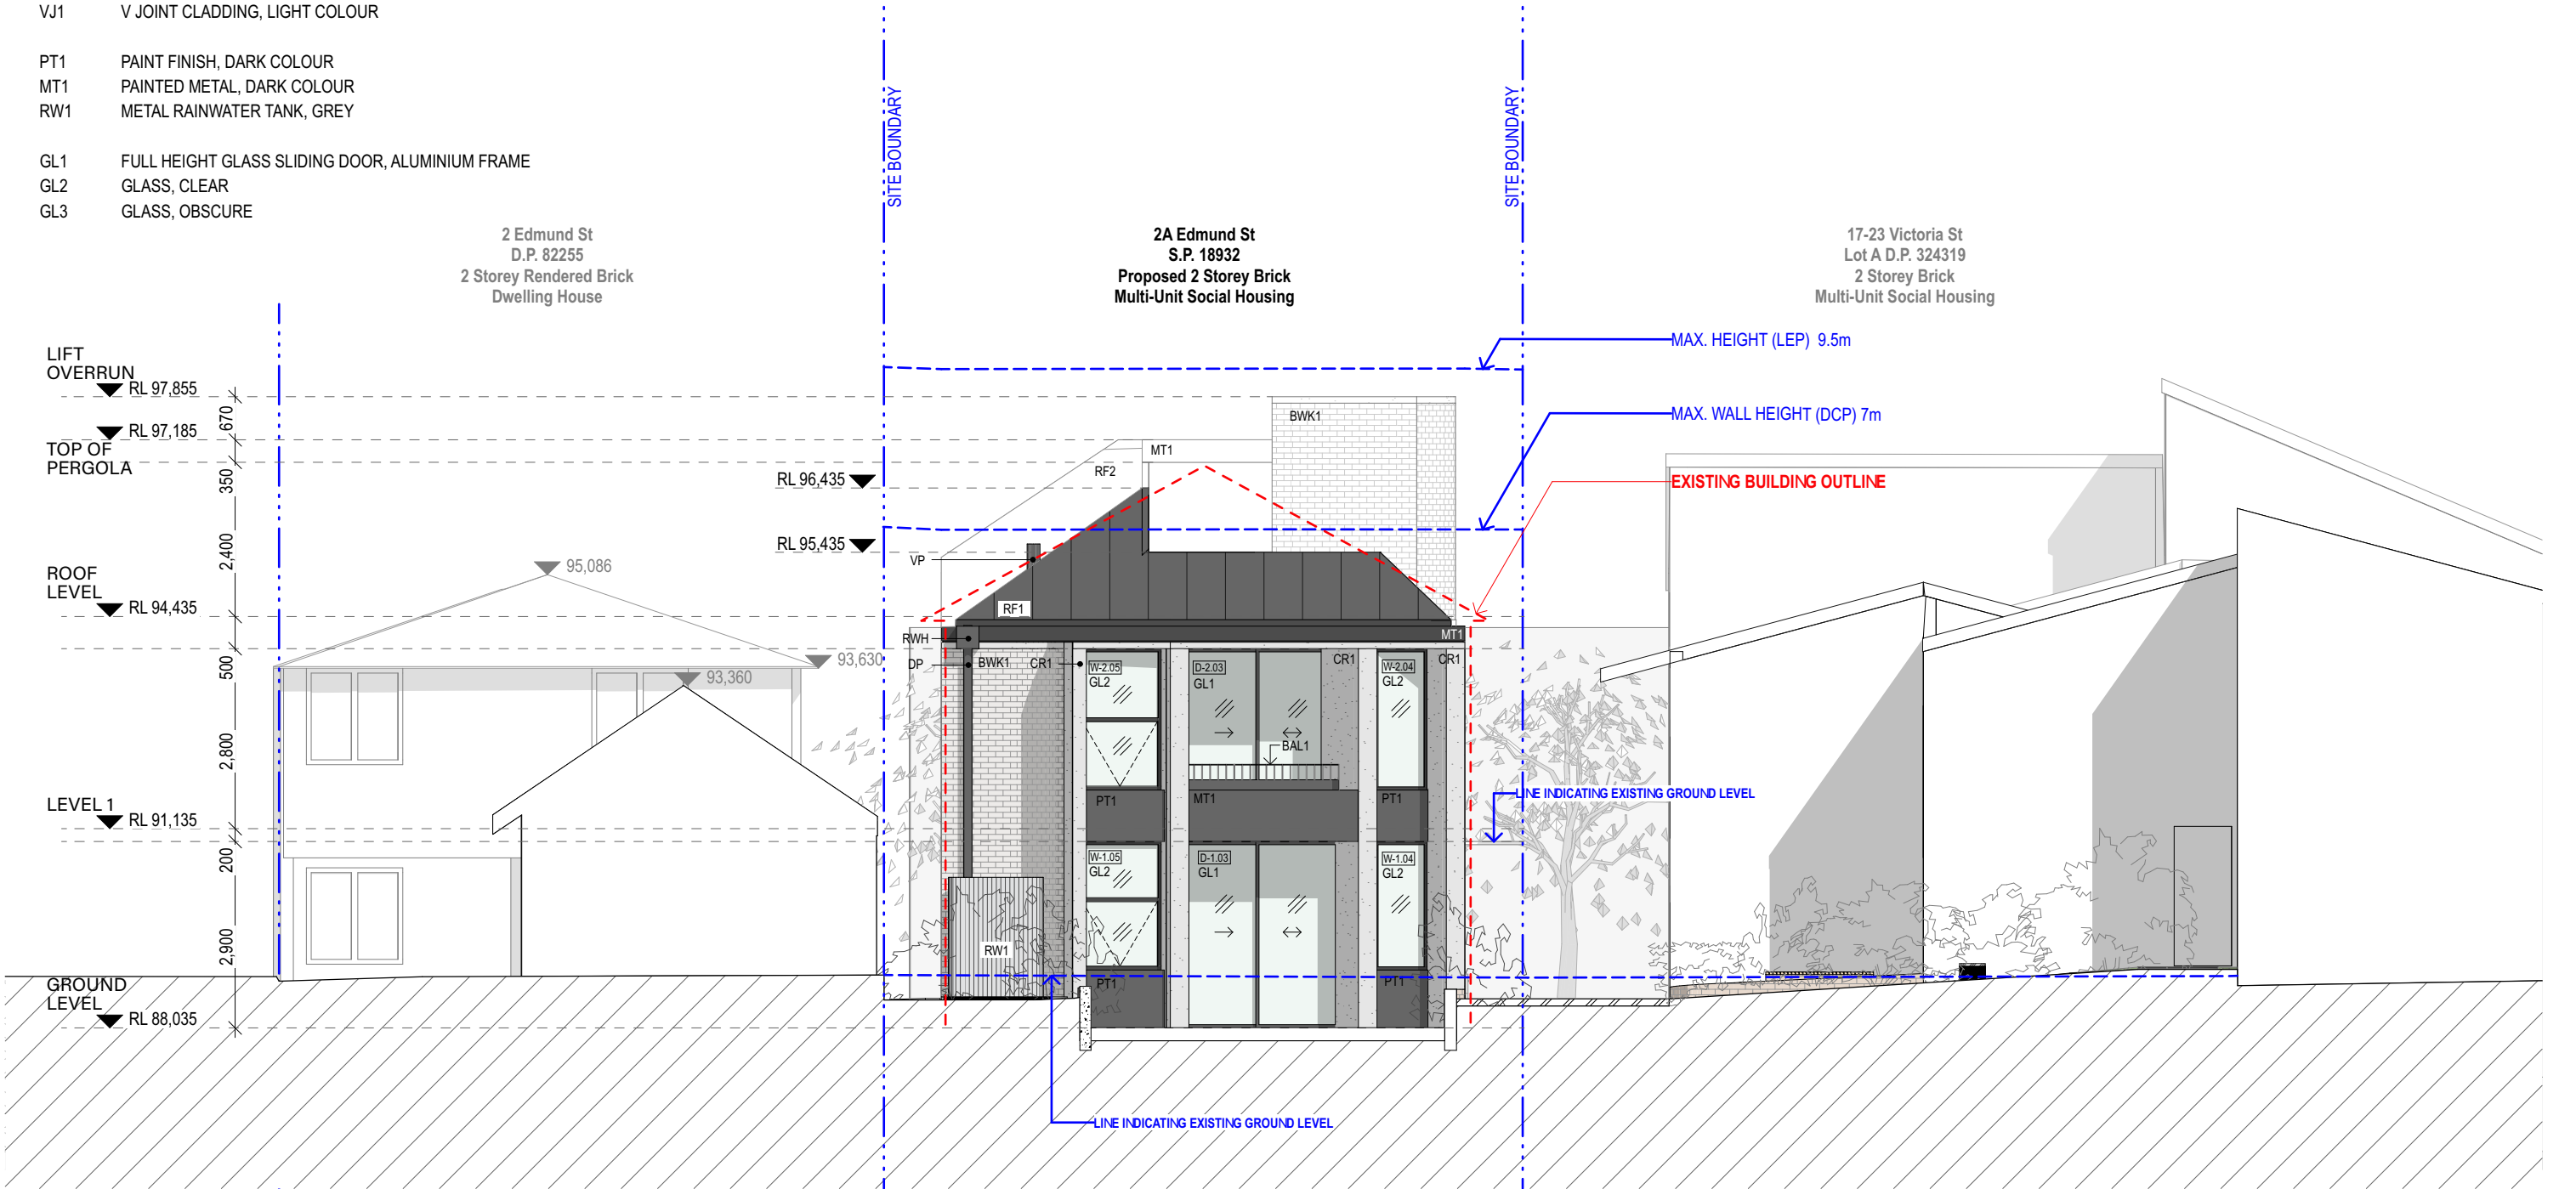 VJ1 V JOINT CLADDING, LIGHT COLOUR
PT1 PAINT FINISH, DARK COLOUR
MT1 PAINTED METAL, DARK COLOUR
RW1 METAL RAINWATER TANK, GREY
GL1 FULL HEIGHT GLASS SLIDING DOOR, ALUMINIUM FRAME
GL2 GLASS, CLEAR
GL3 GLASS, OBSCURE
SITE BOUNDARY
SITE BOUNDARY
2 Edmund St
D.P. 82255
2 Storey Rendered Brick
Dwelling House
2A Edmund St
S.P. 18932
Proposed 2 Storey Brick
Multi-Unit Social Housing
17-23 Victoria St
Lot A D.P. 324319
2 Storey Brick
Multi-Unit Social Housing
MAX. HEIGHT (LEP) 9.5m
MAX. WALL HEIGHT (DCP) 7m
EXISTING BUILDING OUTLINE
LIFT
OVERRUN
RL 97,855
670
RL 97,185
TOP OF
PERGOLA
350
2,400
ROOF
LEVEL
RL 94,435
500
2,800
LEVEL 1
RL 91,135
200
2,900
GROUND
LEVEL
RL 88,035
95,086
93,630
93,360
RL 96,435
RL 95,435
BWK1
MT1
RF2
VP
RF1
RWH
MT1
DP
BWK1
CR1
W-2.05
GL2
D-2.03
GL1
CR1
W-2.04
GL2
CR1
BAL1
PT1
MT1
PT1
LINE INDICATING EXISTING GROUND LEVEL
W-1.05
GL2
D-1.03
GL1
W-1.04
GL2
RW1
PT1
PT1
LINE INDICATING EXISTING GROUND LEVEL